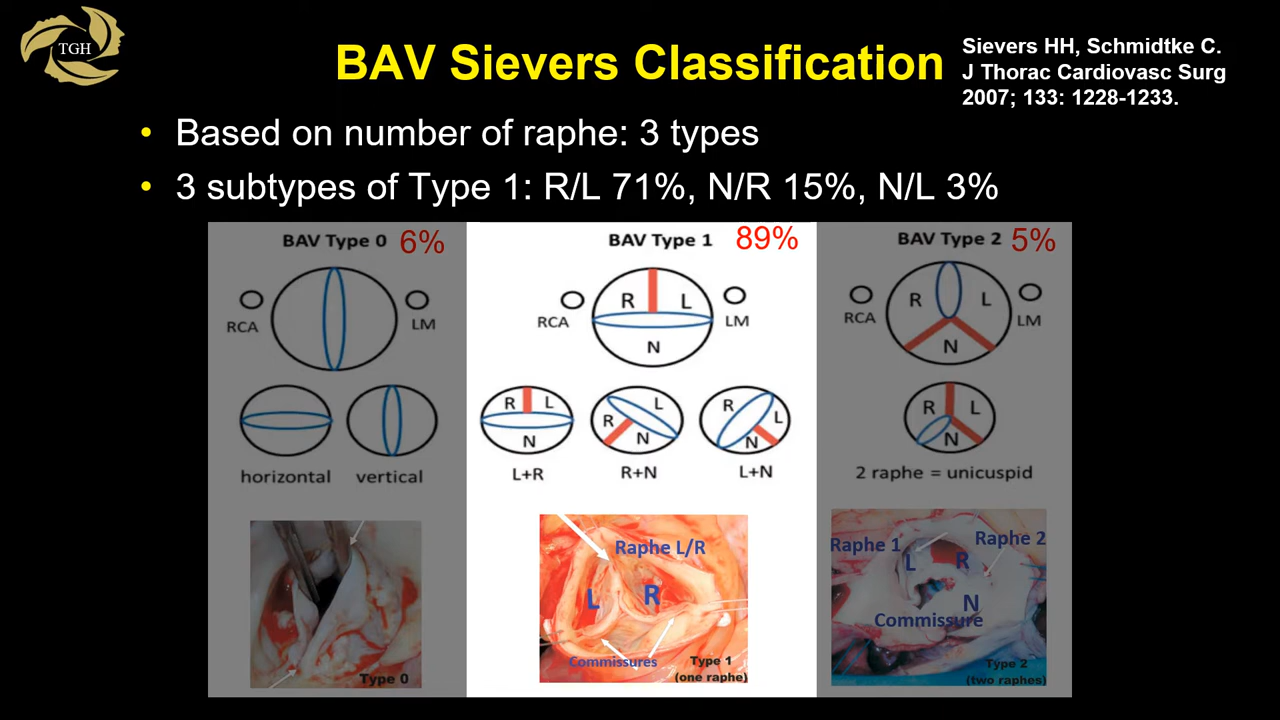 TGH
BAV Sievers Classification
Sievers HH, Schmidtke C.
J Thorac Cardiovasc Surg
2007; 133: 1228-1233.
• Based on number of raphe: 3 types
• 3 subtypes of Type 1: R/L 71%, N/R 15%, N/L 3%
BAV Type 0 6%
RCA
LM
horizontal
vertical
Type 0
BAV Type 1 89%
R L
RCA
LM
N
R L
N
L
R
N
R
L
N
L+R
R+N
L+N
Raphe L/R
L R
Commissures
Type 1
(one raphe)
BAV Type 2 5%
R L
RCA
LM
N
R L
N
2 raphe = unicuspid
Raphe 1
Raphe 2
L R
N
Commissure
Type 2
(two raphes)